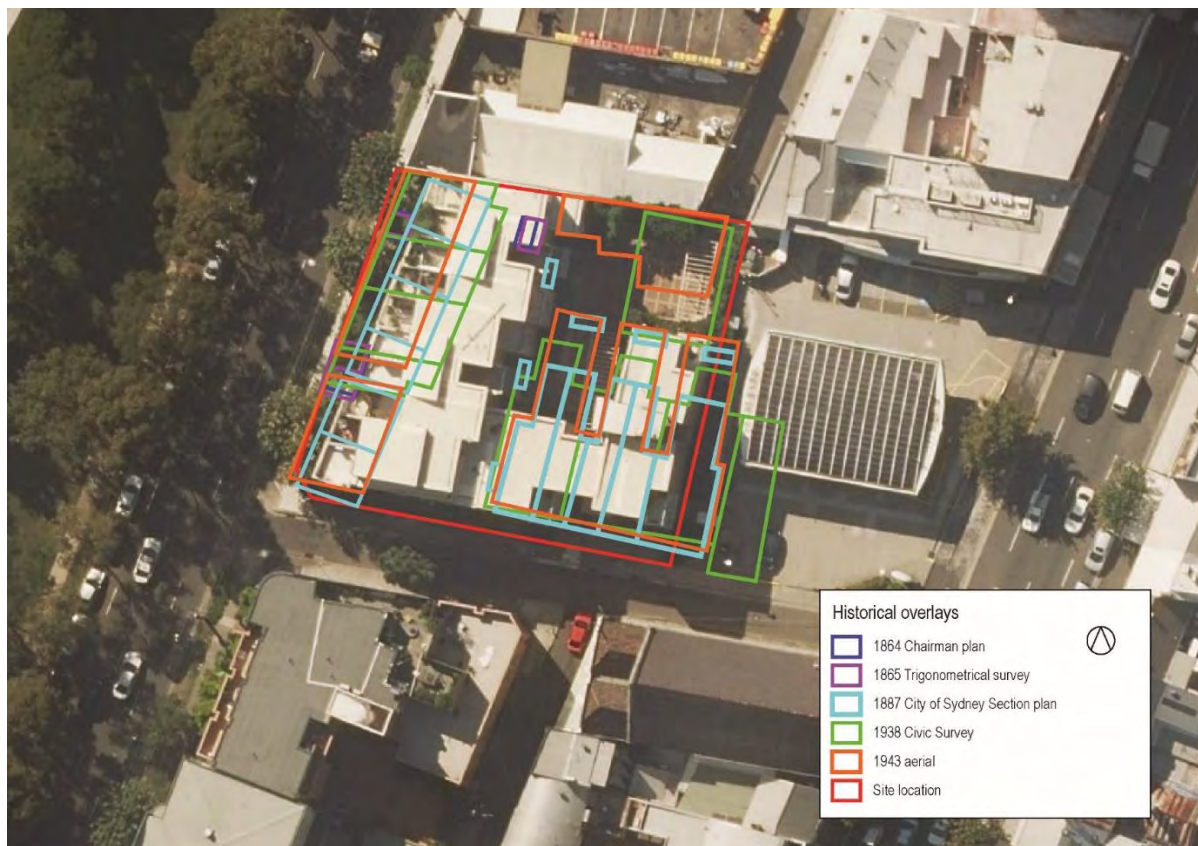 Historical overlays
1864 Chairman plan
1865 Trigonometrical survey
1887 City of Sydney Section plan
1938 Civic Survey
1943 aerial
Site location